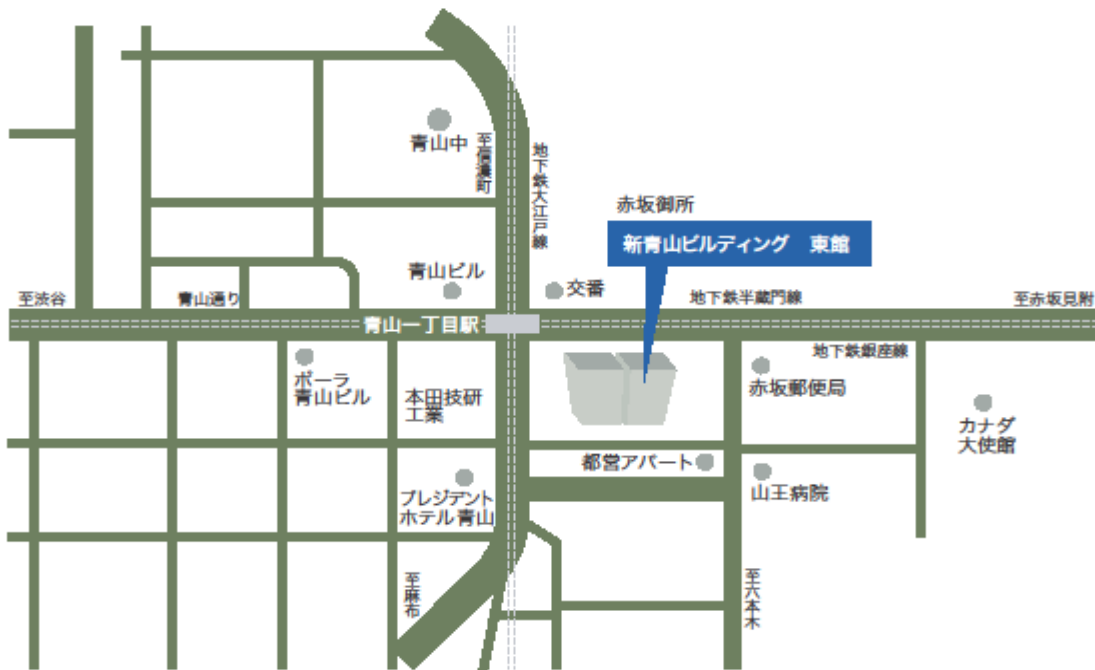 青山中
至信濃町
地下鉄大江戸線
赤坂御所
新青山ビルディング　東館
青山ビル
交番
至渋谷
青山通り
地下鉄半蔵門線
至赤坂見附
青山一丁目駅
地下鉄銀座線
ポーラ
青山ビル
本田技研
工業
赤坂郵便局
カナダ
大使館
都営アパート
山王病院
プレジデント
ホテル青山
至麻布
至六本木